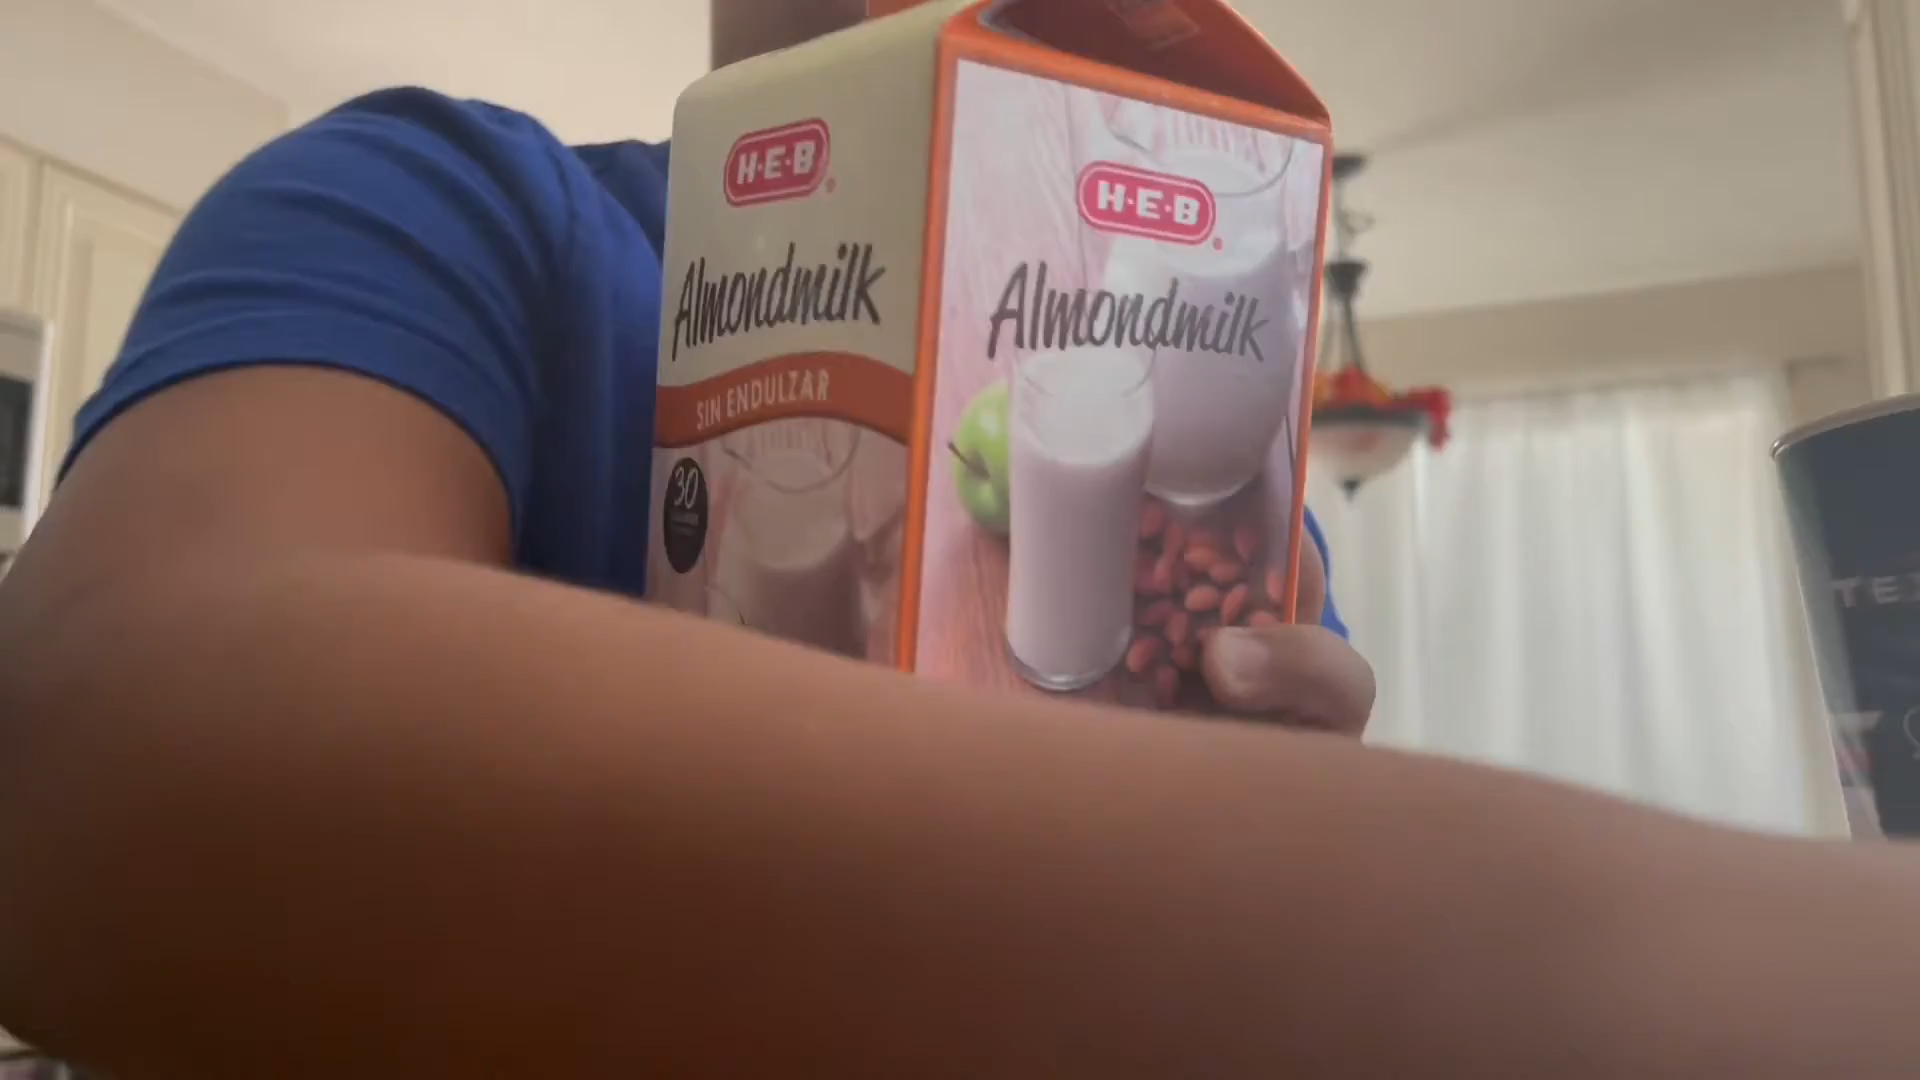 H-E-B
Almondmilk
SIN ENDULZAR
30
H-E-B
Almondmilk